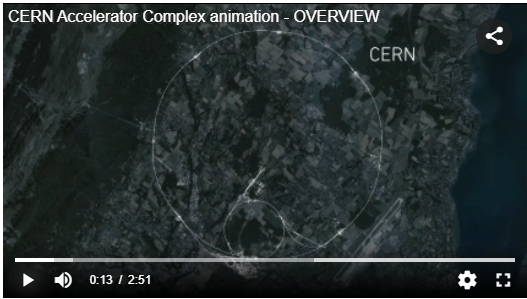 CERN Accelerator Complex animation - OVERVIEW
CERN
0:13 / 2:51